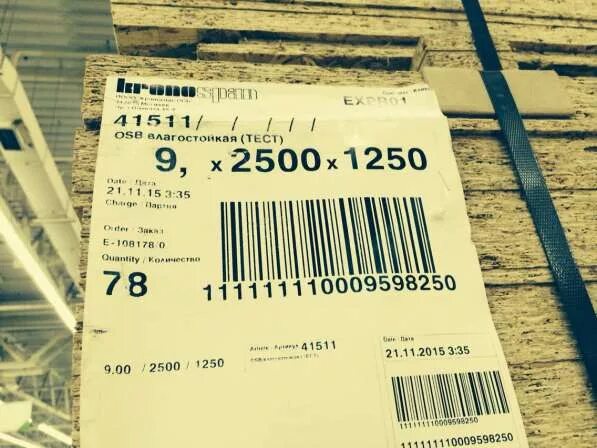 kronospan
EXPR01
41511/ / / / /
OSB влагостойкая (ТЕСТ)
9, x 2500 x 1250
Date / Дата
21.11.15 3:35
Charge / Партия
Order / Заказ
E-108178/0
Quantity / Количество
78
111111110009598250
9.00 / 2500 / 1250
Артикул 41511
Date Дата
21.11.2015 3:35
111111110009598250
111111110009598250